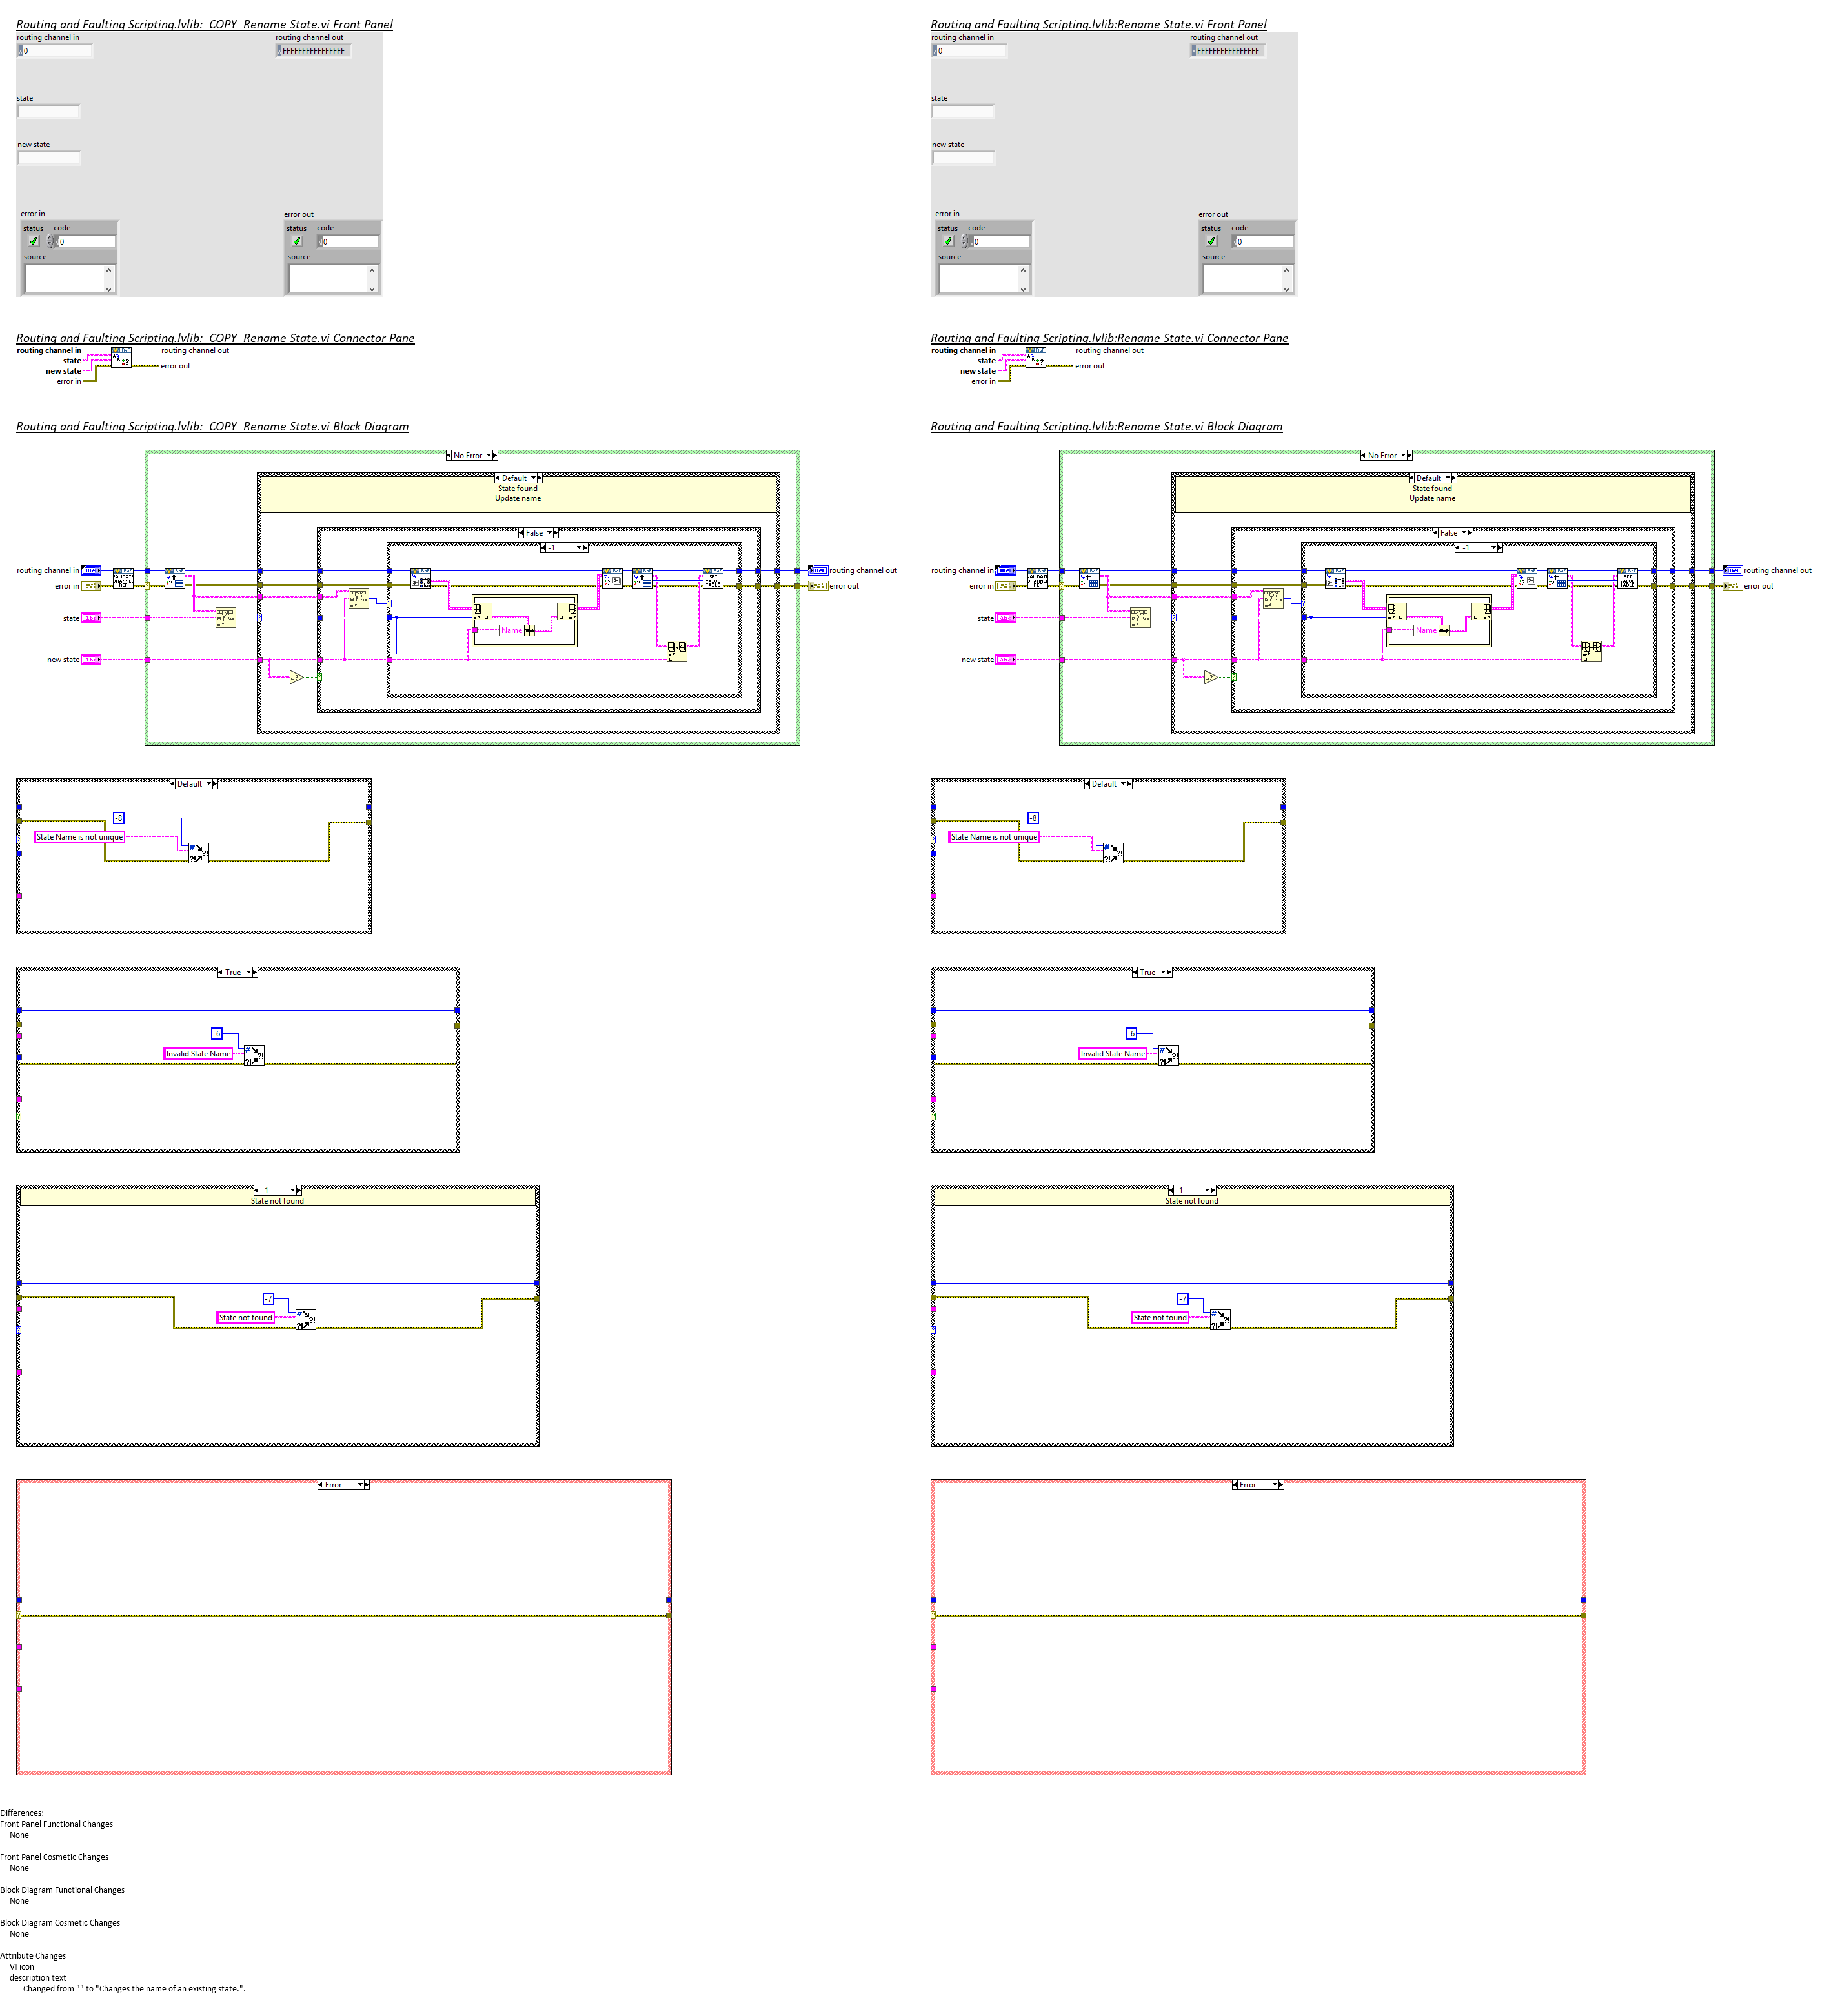 Routing and Faulting Scripting.lvlib:  COPY  Rename State.vi Front Panel
routing channel in
routing channel out
0
FFFFFFFFFFFFFFFF
state
new state
error in
status
code
0
source
error out
status
code
0
source
Routing and Faulting Scripting.lvlib:Rename State.vi Front Panel
routing channel in
routing channel out
0
FFFFFFFFFFFFFFFF
state
new state
error in
status
code
0
source
error out
status
code
0
source
Routing and Faulting Scripting.lvlib:  COPY  Rename State.vi Connector Pane
routing channel in
state
new state
error in
routing channel out
error out
Routing and Faulting Scripting.lvlib:Rename State.vi Connector Pane
routing channel in
state
new state
error in
routing channel out
error out
Routing and Faulting Scripting.lvlib:  COPY  Rename State.vi Block Diagram
No Error
Default
State found
Update name
False
-1
routing channel in
error in
state
new state
VALIDATE CHANNEL REF
Name
SET VALUE TABLE
routing channel out
error out
Routing and Faulting Scripting.lvlib:Rename State.vi Block Diagram
No Error
Default
State found
Update name
False
-1
routing channel in
error in
state
new state
VALIDATE CHANNEL REF
Name
SET VALUE TABLE
routing channel out
error out
Default
-8
State Name is not unique
Default
-8
State Name is not unique
True
-6
Invalid State Name
True
-6
Invalid State Name
-1
State not found
-7
State not found
-1
State not found
-7
State not found
Error
Error
Differences:
Front Panel Functional Changes
None
Front Panel Cosmetic Changes
None
Block Diagram Functional Changes
None
Block Diagram Cosmetic Changes
None
Attribute Changes
VI icon
description text
Changed from "" to "Changes the name of an existing state.".